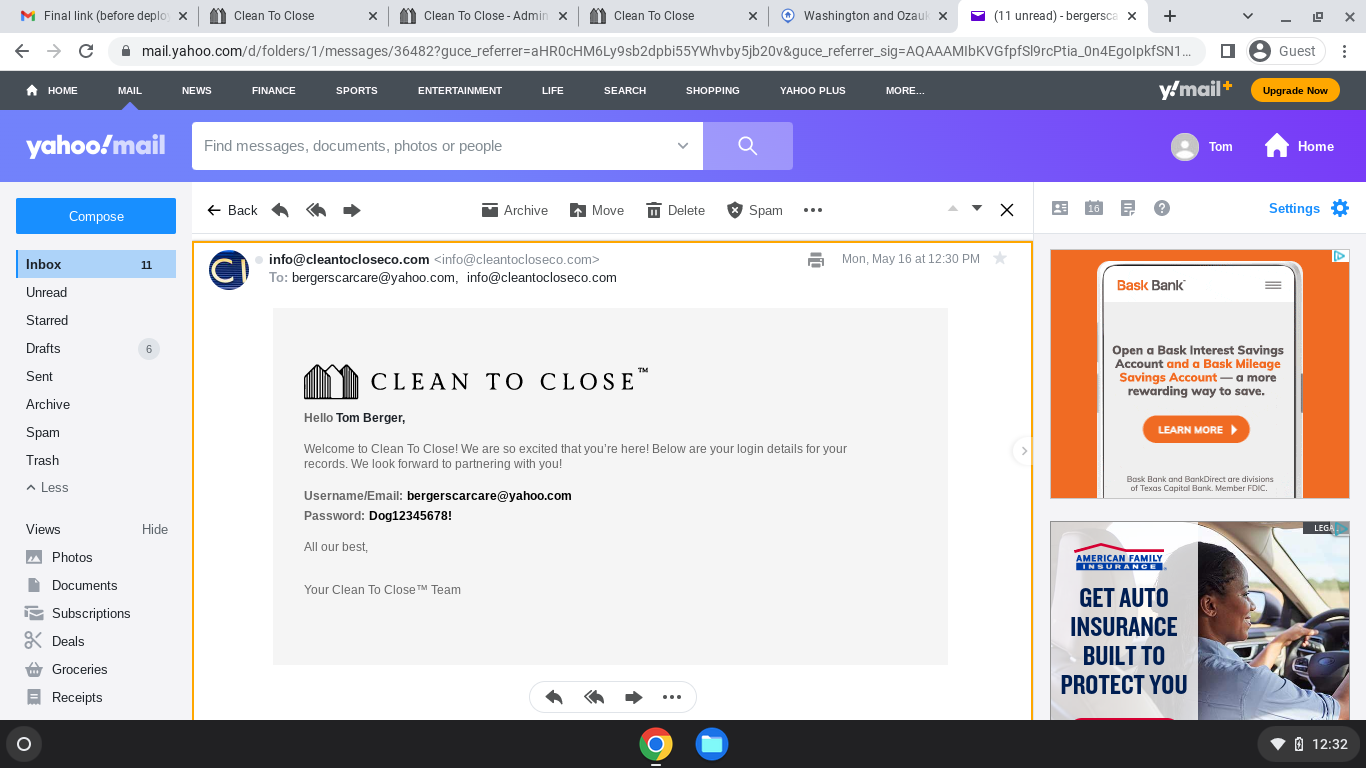 Final link (before deploy
Clean To Close
Clean To Close - Admin
Clean To Close
Washington and Ozauk
(11 unread) - bergersca
mail.yahoo.com/d/folders/1/messages/36482?guce_referrer=aHR0cHM6Ly9sb2dpbi55YWhvby5jb20v&guce_referrer_sig=AQAAAMIbKVGfpfSl9rcPtia_0n4EgoIpkfSN1...
Guest
HOME MAIL NEWS FINANCE SPORTS ENTERTAINMENT LIFE SEARCH SHOPPING YAHOO PLUS MORE...
y!mail+
Upgrade Now
yahoo!mail
Find messages, documents, photos or people
Tom
Home
Compose
Back
Archive
Move
Delete
Spam
16
Settings
Inbox 11
Unread
Starred
Drafts 6
Sent
Archive
Spam
Trash
Less
Views Hide
Photos
Documents
Subscriptions
Deals
Groceries
Receipts
CI
info@cleantocloseco.com <info@cleantocloseco.com>
Mon, May 16 at 12:30 PM
To: bergerscarcare@yahoo.com, info@cleantocloseco.com
CLEAN TO CLOSE™
Hello Tom Berger,
Welcome to Clean To Close! We are so excited that you're here! Below are your login details for your
records. We look forward to partnering with you!
Username/Email: bergerscarcare@yahoo.com
Password: Dog12345678!
All our best,
Your Clean To Close™ Team
Bask Bank
Open a Bask Interest Savings
Account and a Bask Mileage
Savings Account — a more
rewarding way to save.
LEARN MORE
Bask Bank and BankDirect are divisions
of Texas Capital Bank. Member FDIC.
AMERICAN FAMILY
INSURANCE
GET AUTO
INSURANCE
BUILT TO
PROTECT YOU
12:32